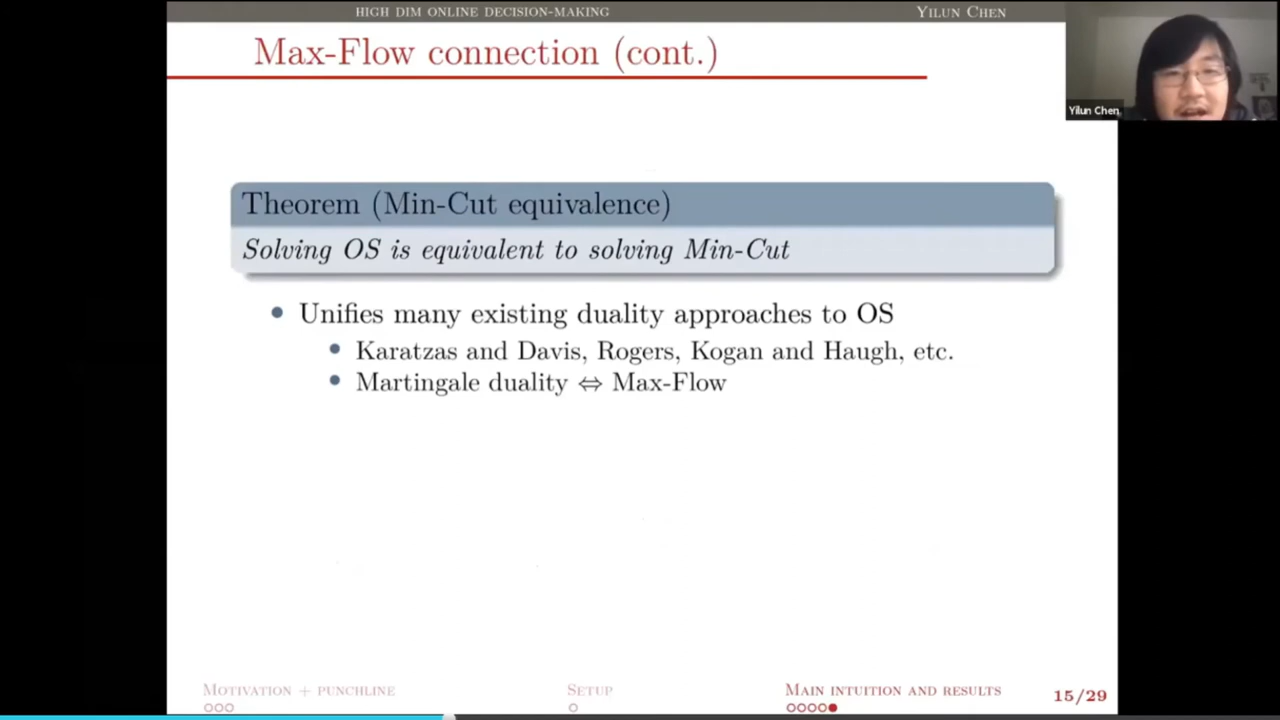 HIGH DIM ONLINE DECISION-MAKING
YILUN CHEN
Max-Flow connection (cont.)
Yilun Chen
Theorem (Min-Cut equivalence)
Solving OS is equivalent to solving Min-Cut
• Unifies many existing duality approaches to OS
• Karatzas and Davis, Rogers, Kogan and Haugh, etc.
• Martingale duality ⇔ Max-Flow
MOTIVATION + PUNCHLINE
SETUP
MAIN INTUITION AND RESULTS
15/29